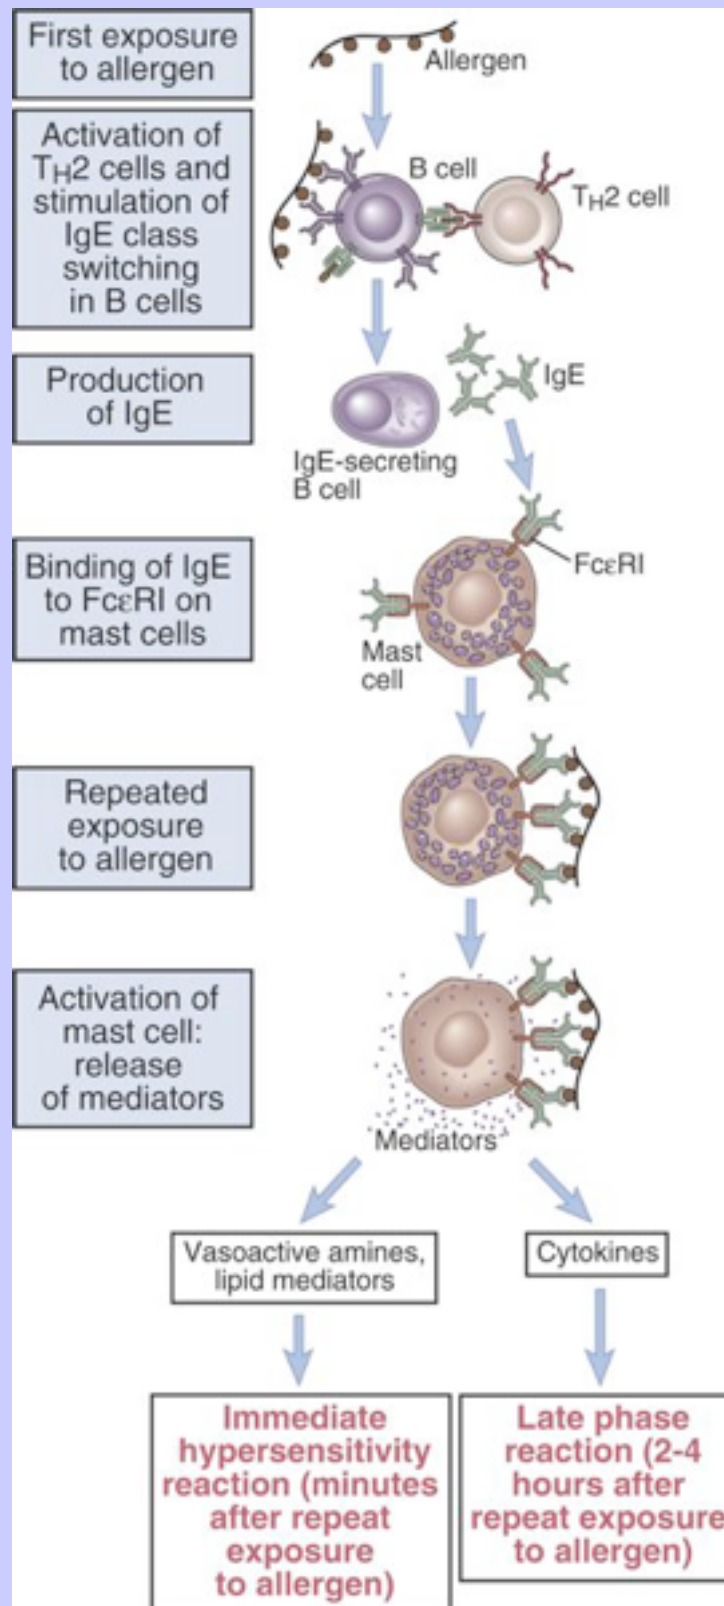 First exposure
to allergen
Allergen
Activation of
TH2 cells and
stimulation of
IgE class
switching
in B cells
B cell
TH2 cell
Production
of IgE
IgE
IgE-secreting
B cell
Binding of IgE
to FcεRI on
mast cells
FcεRI
Mast
cell
Repeated
exposure
to allergen
Activation of
mast cell:
release
of mediators
Mediators
Vasoactive amines,
lipid mediators
Cytokines
Immediate
hypersensitivity
reaction (minutes
after repeat
exposure
to allergen)
Late phase
reaction (2-4
hours after
repeat exposure
to allergen)